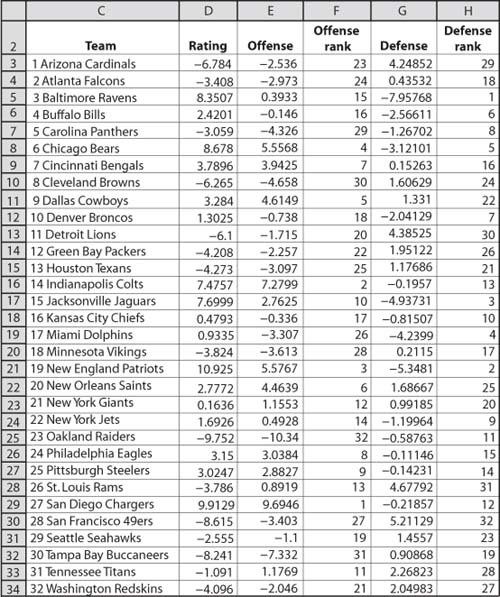 C D E F G H
2 Team Rating Offense Offense rank Defense Defense rank
3 1 Arizona Cardinals −6.784 −2.536 23 4.24852 29
4 2 Atlanta Falcons −3.408 −2.973 24 0.43532 18
5 3 Baltimore Ravens 8.3507 0.3933 15 −7.95768 1
6 4 Buffalo Bills 2.4201 −0.146 16 −2.56611 6
7 5 Carolina Panthers −3.059 −4.326 29 −1.26702 8
8 6 Chicago Bears 8.678 5.5568 4 −3.12101 5
9 7 Cincinnati Bengals 3.7896 3.9425 7 0.15263 16
10 8 Cleveland Browns −6.265 −4.658 30 1.60629 24
11 9 Dallas Cowboys 3.284 4.6149 5 1.331 22
12 10 Denver Broncos 1.3025 −0.738 18 −2.04129 7
13 11 Detroit Lions −6.1 −1.715 20 4.38525 30
14 12 Green Bay Packers −4.208 −2.257 22 1.95122 26
15 13 Houston Texans −4.273 −3.097 25 1.17686 21
16 14 Indianapolis Colts 7.4757 7.2799 2 −0.1957 13
17 15 Jacksonville Jaguars 7.6999 2.7625 10 −4.93731 3
18 16 Kansas City Chiefs 0.4793 −0.336 17 −0.81507 10
19 17 Miami Dolphins 0.9335 −3.307 26 −4.2399 4
20 18 Minnesota Vikings −3.824 −3.613 28 0.2115 17
21 19 New England Patriots 10.925 5.5767 3 −5.3481 2
22 20 New Orleans Saints 2.7772 4.4639 6 1.68667 25
23 21 New York Giants 0.1636 1.1553 12 0.99185 20
24 22 New York Jets 1.6926 0.4928 14 −1.19964 9
25 23 Oakland Raiders −9.752 −10.34 32 −0.58763 11
26 24 Philadelphia Eagles 3.15 3.0384 8 −0.11146 15
27 25 Pittsburgh Steelers 3.0247 2.8827 9 −0.14231 14
28 26 St. Louis Rams −3.786 0.8919 13 4.67792 31
29 27 San Diego Chargers 9.9129 9.6946 1 −0.21857 12
30 28 San Francisco 49ers −8.615 −3.403 27 5.21129 32
31 29 Seattle Seahawks −2.555 −1.1 19 1.4557 23
32 30 Tampa Bay Buccaneers −8.241 −7.332 31 0.90868 19
33 31 Tennessee Titans −1.091 1.1769 11 2.26823 28
34 32 Washington Redskins −4.096 −2.046 21 2.04983 27